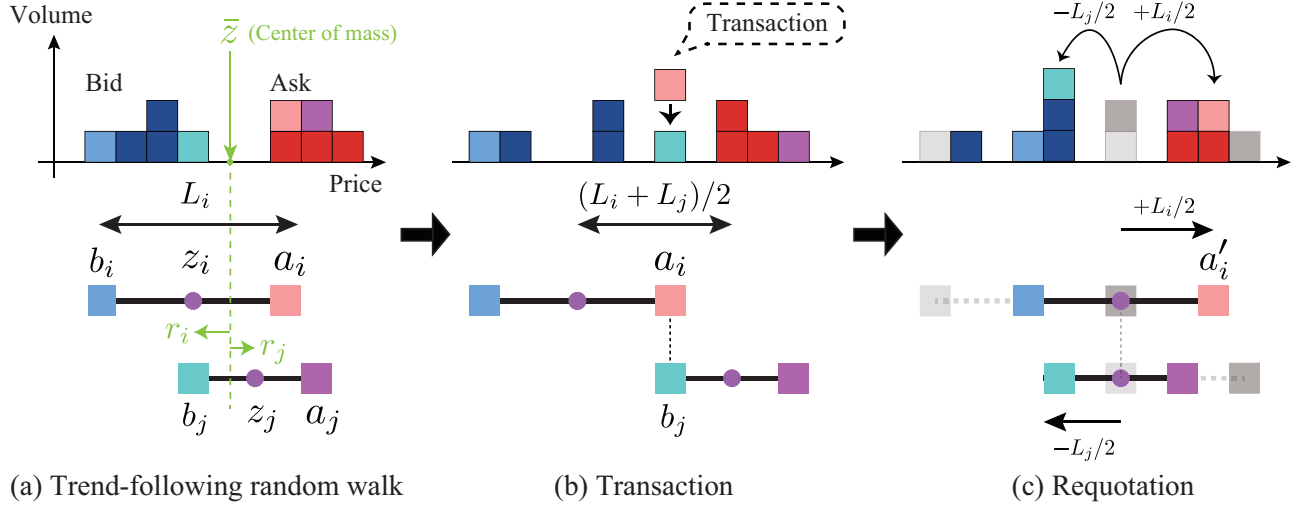 Volume
z̄ (Center of mass)
Bid
Ask
Price
L_i
b_i z_i a_i
r_i
r_j
b_j z_j a_j
(a) Trend-following random walk
Transaction
(L_i + L_j)/2
a_i
b_j
(b) Transaction
−L_j/2 +L_i/2
+L_i/2
a′_i
−L_j/2
(c) Requotation